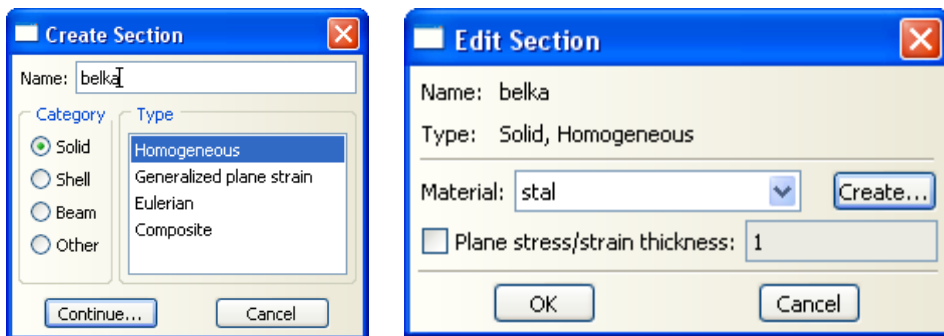 Create Section
Name: belka
Category
Type
Solid
Shell
Beam
Other
Homogeneous
Generalized plane strain
Eulerian
Composite
Continue...
Cancel
Edit Section
Name: belka
Type: Solid, Homogeneous
Material: stal
Create...
Plane stress/strain thickness: 1
OK
Cancel